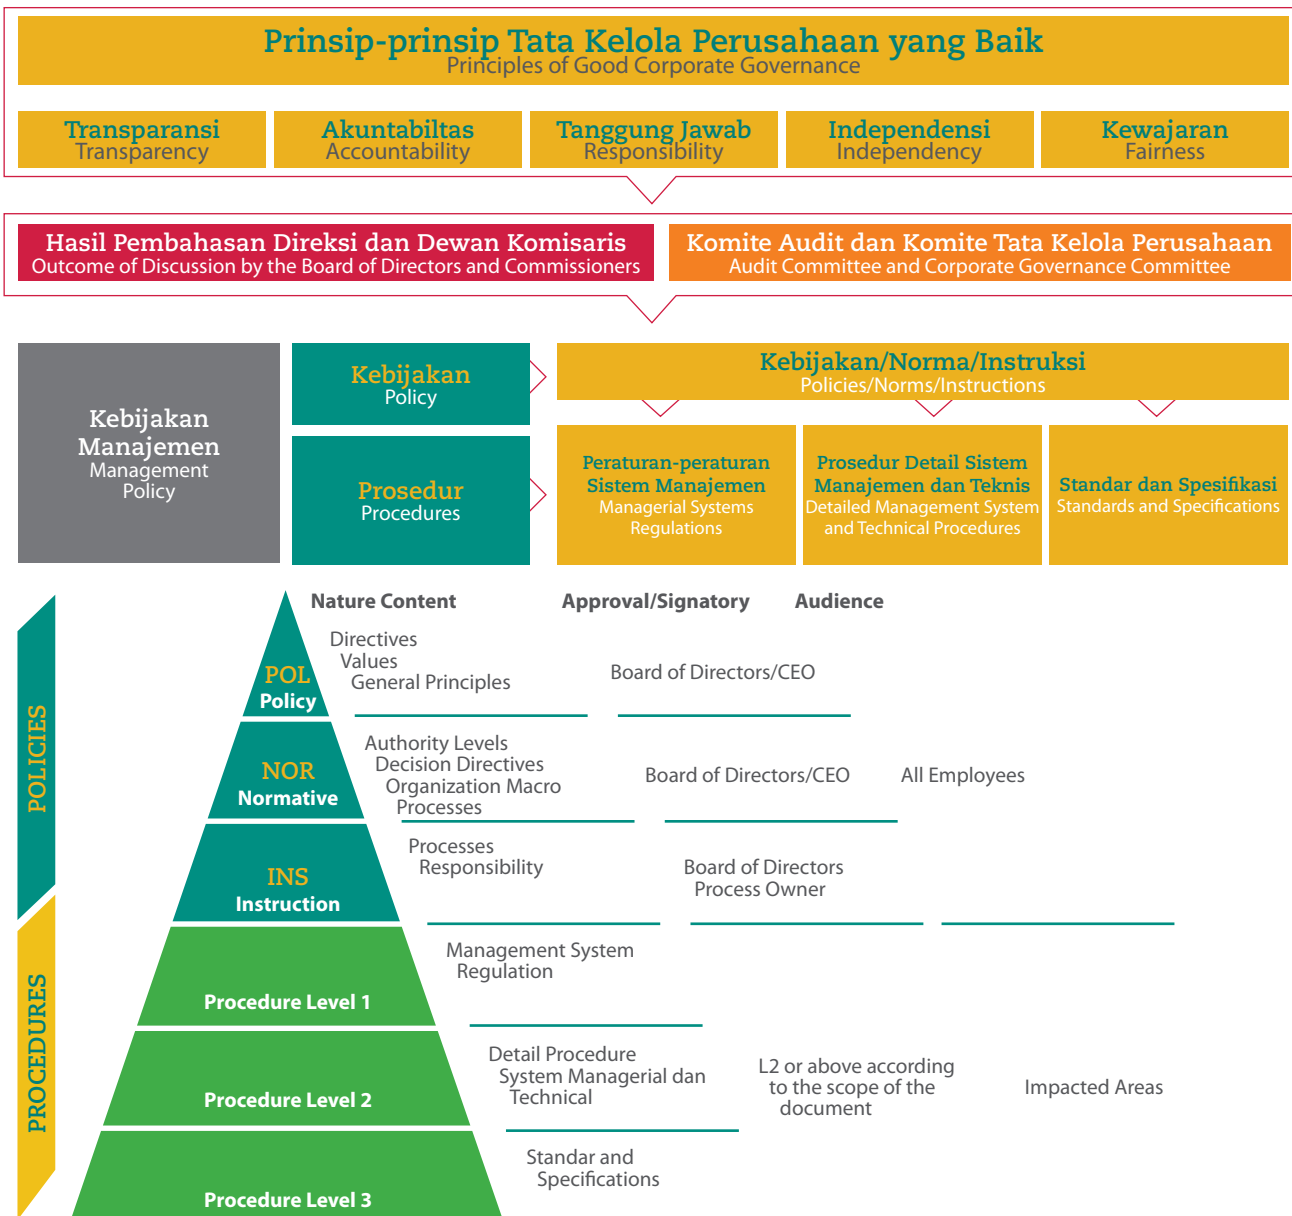 Prinsip-prinsip Tata Kelola Perusahaan yang Baik
Principles of Good Corporate Governance
Transparansi
Transparency
Akuntabiltas
Accountability
Tanggung Jawab
Responsibility
Independensi
Independency
Kewajaran
Fairness
Hasil Pembahasan Direksi dan Dewan Komisaris
Outcome of Discussion by the Board of Directors and Commissioners
Komite Audit dan Komite Tata Kelola Perusahaan
Audit Committee and Corporate Governance Committee
Kebijakan
Manajemen
Management
Policy
Kebijakan
Policy
Prosedur
Procedures
Kebijakan/Norma/Instruksi
Policies/Norms/Instructions
Peraturan-peraturan
Sistem Manajemen
Managerial Systems
Regulations
Prosedur Detail Sistem
Manajemen dan Teknis
Detailed Management System
and Technical Procedures
Standar dan Spesifikasi
Standards and Specifications
Nature Content
Approval/Signatory
Audience
POLICIES
POL
Policy
Directives
Values
General Principles
Board of Directors/CEO
NOR
Normative
Authority Levels
Decision Directives
Organization Macro
Processes
Board of Directors/CEO
All Employees
INS
Instruction
Processes
Responsibility
Board of Directors
Process Owner
PROCEDURES
Procedure Level 1
Management System
Regulation
Procedure Level 2
Detail Procedure
System Managerial dan
Technical
L2 or above according
to the scope of the
document
Impacted Areas
Procedure Level 3
Standar and
Specifications